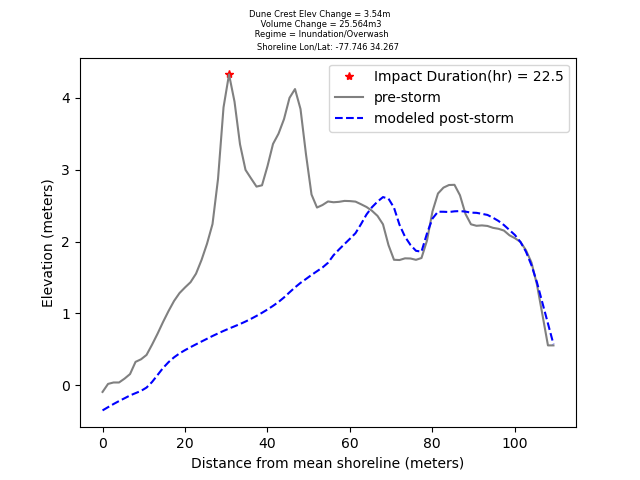 Dune Crest Elev Change = 3.54m
Volume Change = 25.564m3
Regime = Inundation/Overwash
Shoreline Lon/Lat: -77.746 34.267
Impact Duration(hr) = 22.5
pre-storm
modeled post-storm
Elevation (meters)
4
3
2
1
0
0 20 40 60 80 100
Distance from mean shoreline (meters)